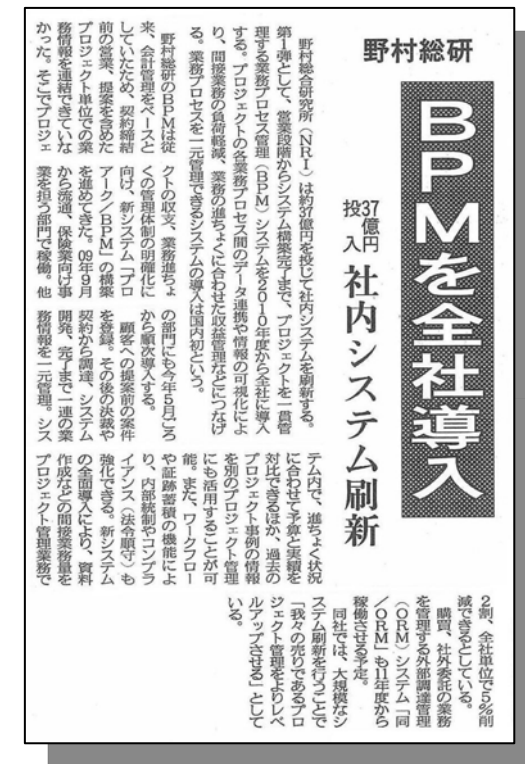 野村総研
BPMを全社導入
37億円
投入
社内システム刷新
野村総合研究所（NRI）は約37億円を投じて社内システムを刷新する。
第1弾として、営業段階からシステム構築完了まで、プロジェクトを一貫管
理する業務プロセス管理（BPM）システムを2010年度から全社に導入
する。プロジェクトの各業務プロセス間のデータ連携や情報の可視化によ
り、間接業務の負荷軽減、業務の進ちょくに合わせた収益管理などにつなげ
る。業務プロセスを一元管理できるシステムの導入は国内初という。
野村総研のBPMは従
来、会計管理をベースと
していたため、契約締結
前の営業、提案を含めた
プロジェクト単位での業
務情報を連結できていな
かった。そこでプロジェ
クトの収支、業務進ちょ
くの管理体制の明確化に
向け、新システム「プロ
アーク／BPM」の構築
を進めてきた。09年9月
から流通、保険業向け事
業を担う部門で稼働。他
の部門にも今年5月ごろ
から順次導入する。
顧客への提案前の案件
を登録。その後の決裁や
契約から調達、システム
開発、完了まで一連の業
務情報を一元管理。シス
テム内で、進ちょく状況
に合わせて予算と実績を
対比できるほか、過去の
プロジェクト事例の情報
を別のプロジェクト管理
にも活用することが可
能。また、ワークフロー
や証跡蓄積の機能によ
り、内部統制やコンプラ
イアンス（法令順守）も
強化できる。新システム
の全面導入により、資料
作成などの間接業務量を
プロジェクト管理業務で
2割、全社単位で5％削
減できるとしている。
購買、社外委託の業務
を管理する外部調達管理
（ORM）システム「同
／ORM」も11年度から
稼働させる予定。
同社では、大規模なシ
ステム刷新を行うことで
「我々の売りであるプロ
ジェクト管理をよりレベ
ルアップさせる」として
いる。